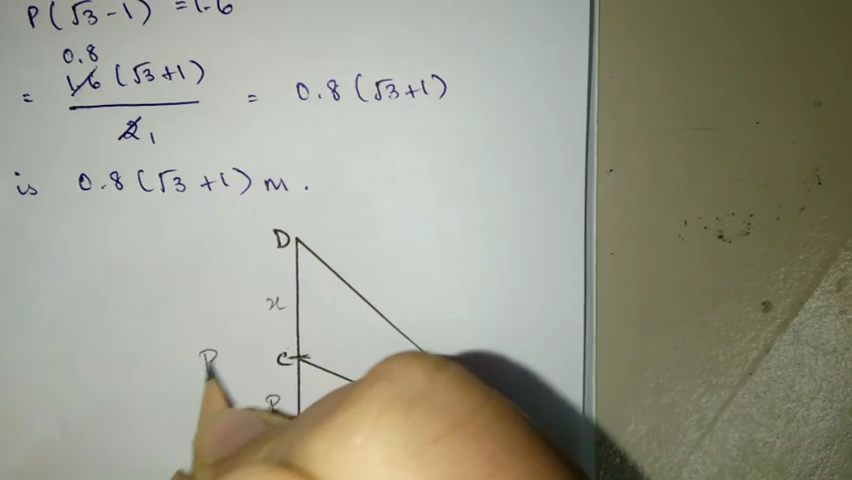 P(√3-1) = 1.6
0.8
= 1.6 (√3+1) / 2 1 = 0.8(√3+1)
is 0.8(√3+1) m.
D
x
C
P
P